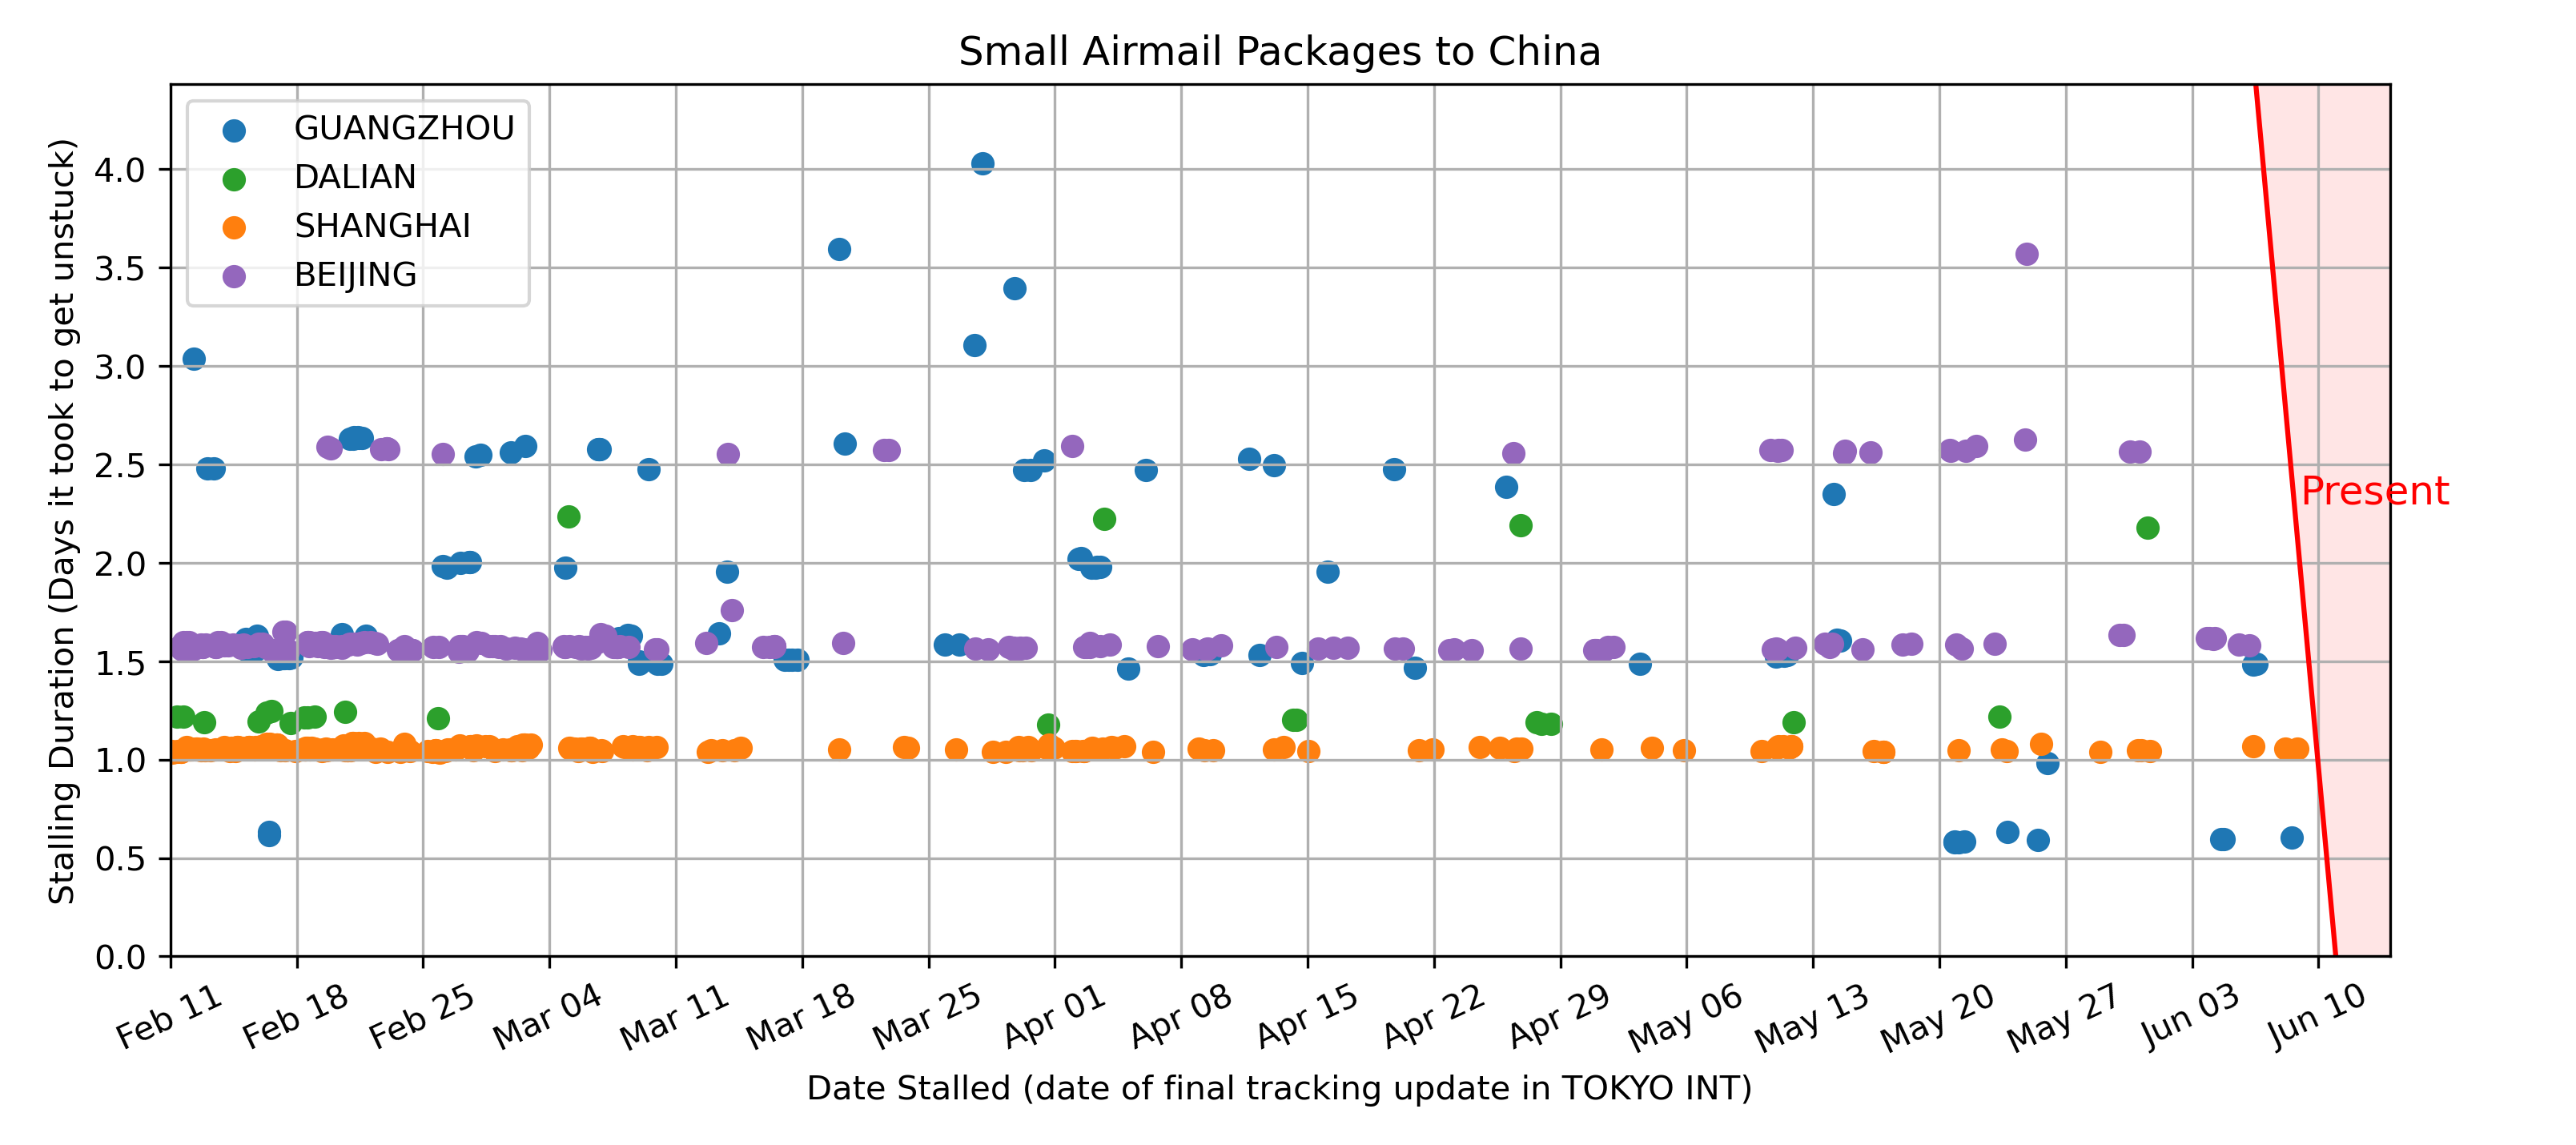 Small Airmail Packages to China
GUANGZHOU
DALIAN
SHANGHAI
BEIJING
Stalling Duration (Days it took to get unstuck)
4.0
3.5
3.0
2.5
2.0
1.5
1.0
0.5
0.0
Present
Feb 11
Feb 18
Feb 25
Mar 04
Mar 11
Mar 18
Mar 25
Apr 01
Apr 08
Apr 15
Apr 22
Apr 29
May 06
May 13
May 20
May 27
Jun 03
Jun 10
Date Stalled (date of final tracking update in TOKYO INT)